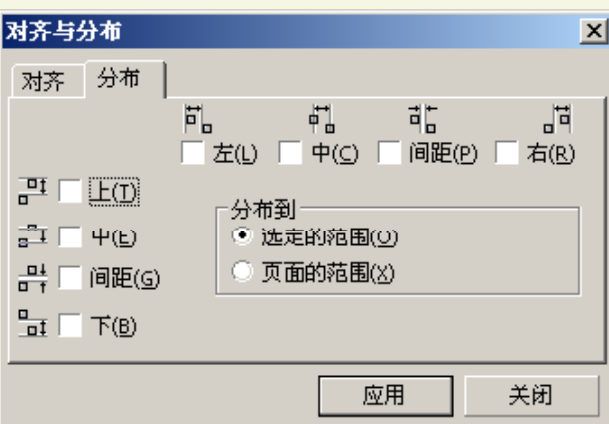 对齐与分布
对齐 分布
左(L) 中(C) 间距(P) 右(R)
上(T)
中(E)
间距(G)
下(B)
分布到
选定的范围(O)
页面的范围(X)
应用 关闭